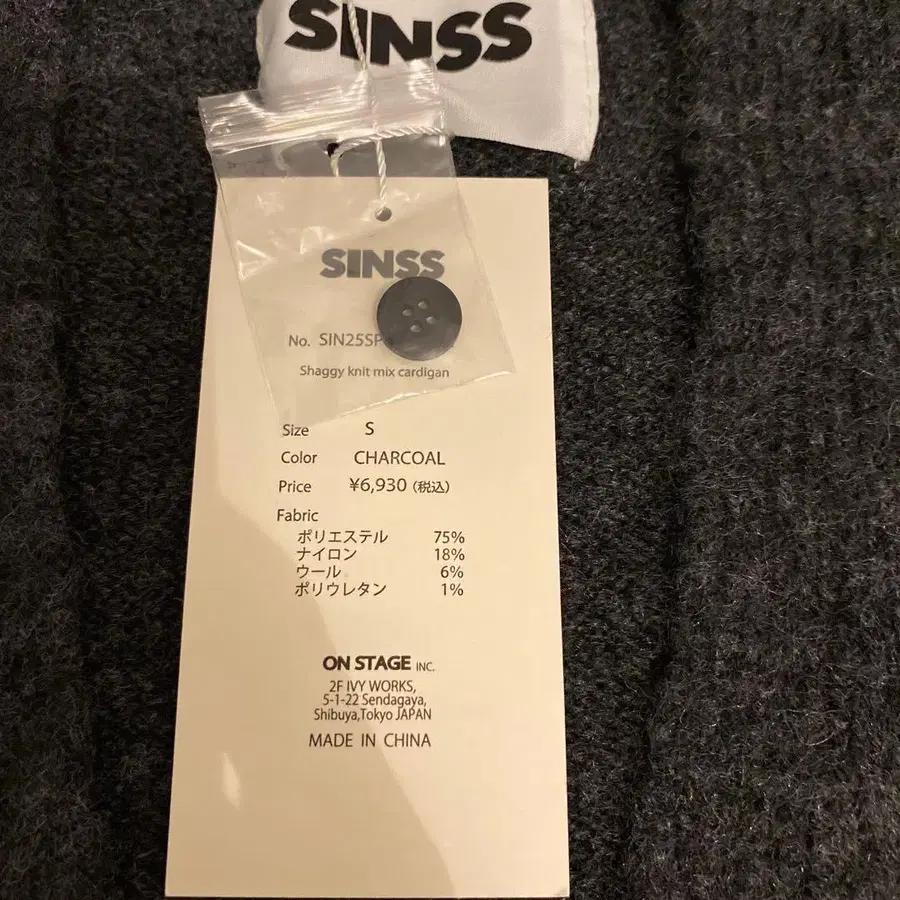 SINSS
SINSS
No. SIN25SP
Shaggy knit mix cardigan
Size S
Color CHARCOAL
Price ¥6,930 (税込)
Fabric
ポリエステル 75%
ナイロン 18%
ウール 6%
ポリウレタン 1%
ON STAGE INC.
2F IVY WORKS,
5-1-22 Sendagaya,
Shibuya,Tokyo JAPAN
MADE IN CHINA